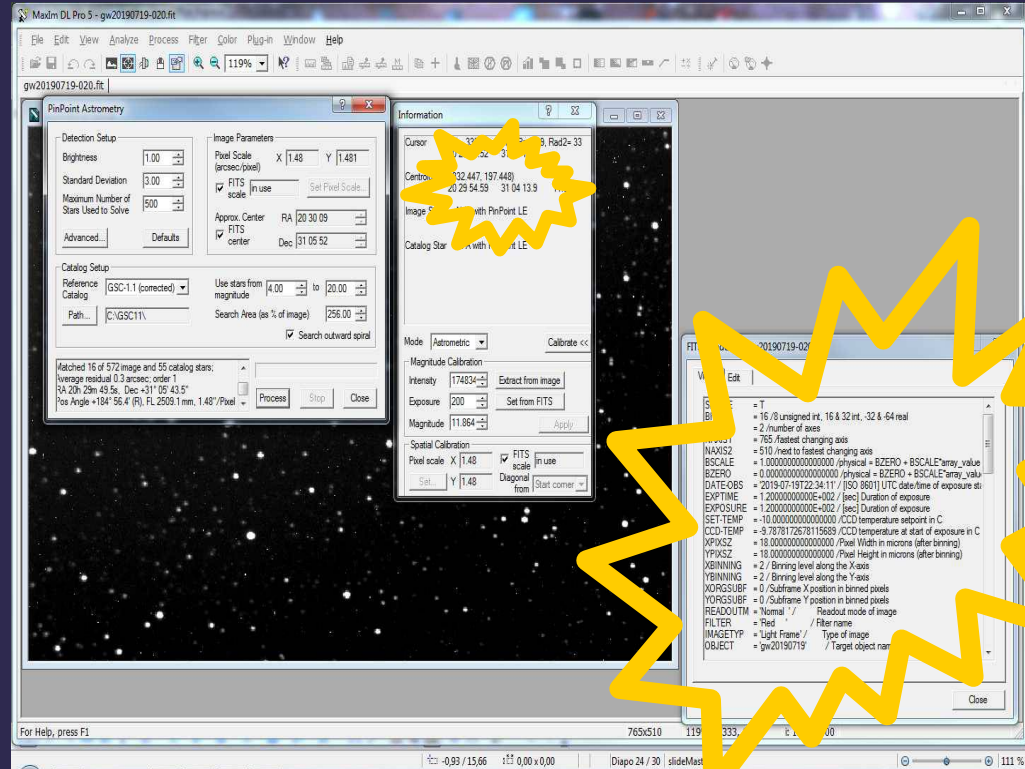 MaxIm DL Pro 5 - gw20190719-020.fit
File Edit View Analyze Process Filter Color Plug-in Window Help
119%
gw20190719-020.fit
PinPoint Astrometry
Detection Setup
Brightness 1.00
Standard Deviation 3.00
Maximum Number of Stars Used to Solve 500
Advanced... Defaults
Image Parameters
Pixel Scale (arcsec/pixel) X 1.48 Y 1.481
FITS scale in use Set Pixel Scale...
Approx. Center RA 20 30 09
FITS center Dec 31 05 52
Catalog Setup
Reference Catalog GSC-1.1 (corrected)
Path... C:\GSC11\
Use stars from magnitude 4.00 to 20.00
Search Area (as % of image) 256.00
Search outward spiral
Matched 16 of 572 image and 55 catalog stars;
Average residual 0.3 arcsec; order 1
RA 20h 29m 49.5s, Dec +31° 05' 43.5"
Pos Angle +184° 56.4' (R), FL 2509.1 mm, 1.48"/Pixel
Process Stop Close
Information
Cursor Rad2= 33
232.447, 197.448)
20 29 54.59 31 04 13.9
Image with PinPoint LE
Catalog Star with LE
Mode Astrometric Calibrate <<
Magnitude Calibration
Intensity 174834 Extract from image
Exposure 200 Set from FITS
Magnitude 11.864 Apply
Spatial Calibration
Pixel scale X 1.48 FITS scale in use
Set... Y 1.48 Diagonal from Start corner
Edit
= T
= 16 /8 unsigned int, 16 & 32 int, -32 & -64 real
= 2 /number of axes
= 765 /fastest changing axis
NAXIS2 = 510 /next to fastest changing axis
BSCALE = 1.0000000000000000 /physical = BZERO + BSCALE*array_value
BZERO = 0.0000000000000000 /physical = BZERO + BSCALE*array_valu
DATE-OBS = '2019-07-19T22:34:11' / [ISO 8601] UTC date/time of exposure sta
EXPTIME = 1.20000000000E+002 / [sec] Duration of exposure
EXPOSURE = 1.20000000000E+002 / [sec] Duration of exposure
SET-TEMP = -10.000000000000000 /CCD temperature setpoint in C
CCD-TEMP = -9.7878172678115689 /CCD temperature at start of exposure in C
XPIXSZ = 18.000000000000000 /Pixel Width in microns (after binning)
YPIXSZ = 18.000000000000000 /Pixel Height in microns (after binning)
XBINNING = 2 / Binning level along the X-axis
YBINNING = 2 / Binning level along the Y-axis
XORGSUBF = 0 /Subframe X position in binned pixels
YORGSUBF = 0 /Subframe Y position in binned pixels
READOUTM = 'Normal ' / Readout mode of image
FILTER = 'Red ' / Filter name
IMAGETYP = 'Light Frame' / Type of image
OBJECT = 'gw20190719' / Target object nam
Close
For Help, press F1 765x510
-0,93 / 15,66 0,00 x 0,00 Diapo 24 / 30 slideMast 111 %